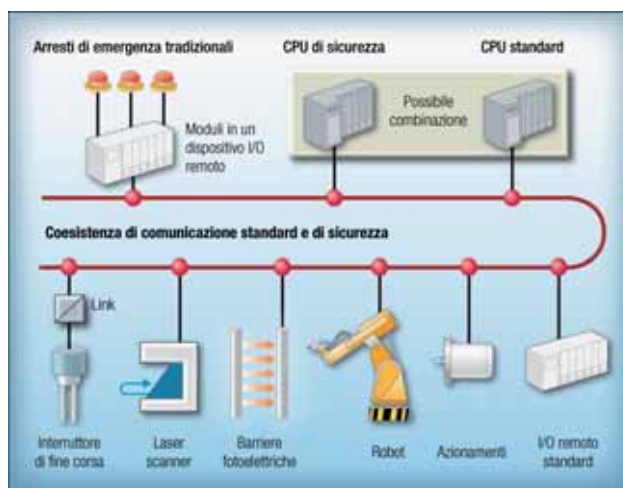 Arresti di emergenza tradizionali
CPU di sicurezza
CPU standard
Moduli in un
dispositivo I/O
remoto
Possibile
combinazione
Coesistenza di comunicazione standard e di sicurezza
iLink
Interruttore
di fine corsa
Laser
scanner
Barriere
fotoelettriche
Robot
Azionamenti
I/O remoto
standard